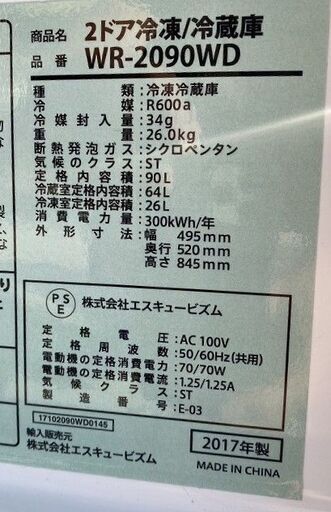 商品名 2ドア冷凍/冷蔵庫
品番 WR-2090WD
種類:冷凍冷蔵庫
冷媒:R600a
冷媒封入量:34g
重量:26.0kg
断熱発泡ガス:シクロペンタン
気候のクラス:ST
定格内容積:90L
冷蔵室定格内容積:64L
冷凍室定格内容積:26L
消費電力量:300kWh/年
外形寸法:幅 495mm
奥行 520mm
高さ 845mm
PSE 株式会社エスキュービズム
定格電圧:AC 100V
定格周波数:50/60Hz(共用)
電動機の定格消費電力:70/70W
電動機の定格消費電流:1.25/1.25A
気候クラス:ST
製造番号:E-03
17102090WD0145
輸入販売元
株式会社エスキュービズム
2017年製
MADE IN CHINA